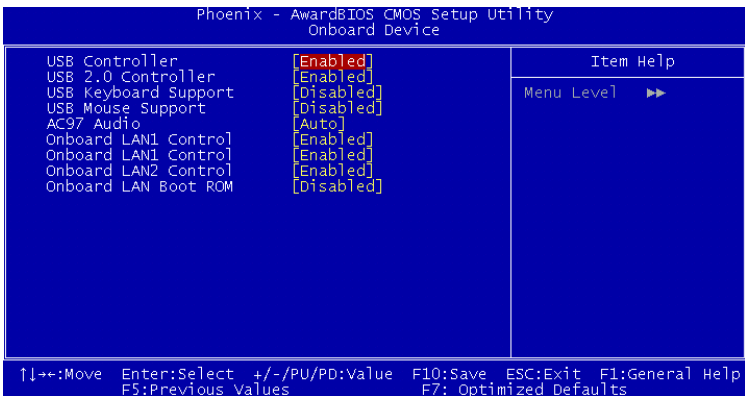 Phoenix - AwardBIOS CMOS Setup Utility
Onboard Device
USB Controller [Enabled]
USB 2.0 Controller [Enabled]
USB Keyboard Support [Disabled]
USB Mouse Support [Disabled]
AC97 Audio [Auto]
Onboard LAN1 Control [Enabled]
Onboard LAN1 Control [Enabled]
Onboard LAN2 Control [Enabled]
Onboard LAN Boot ROM [Disabled]
Item Help
Menu Level ▶▶
↑↓→←:Move Enter:Select +/-/PU/PD:Value F10:Save ESC:Exit F1:General Help
F5:Previous Values F7: Optimized Defaults